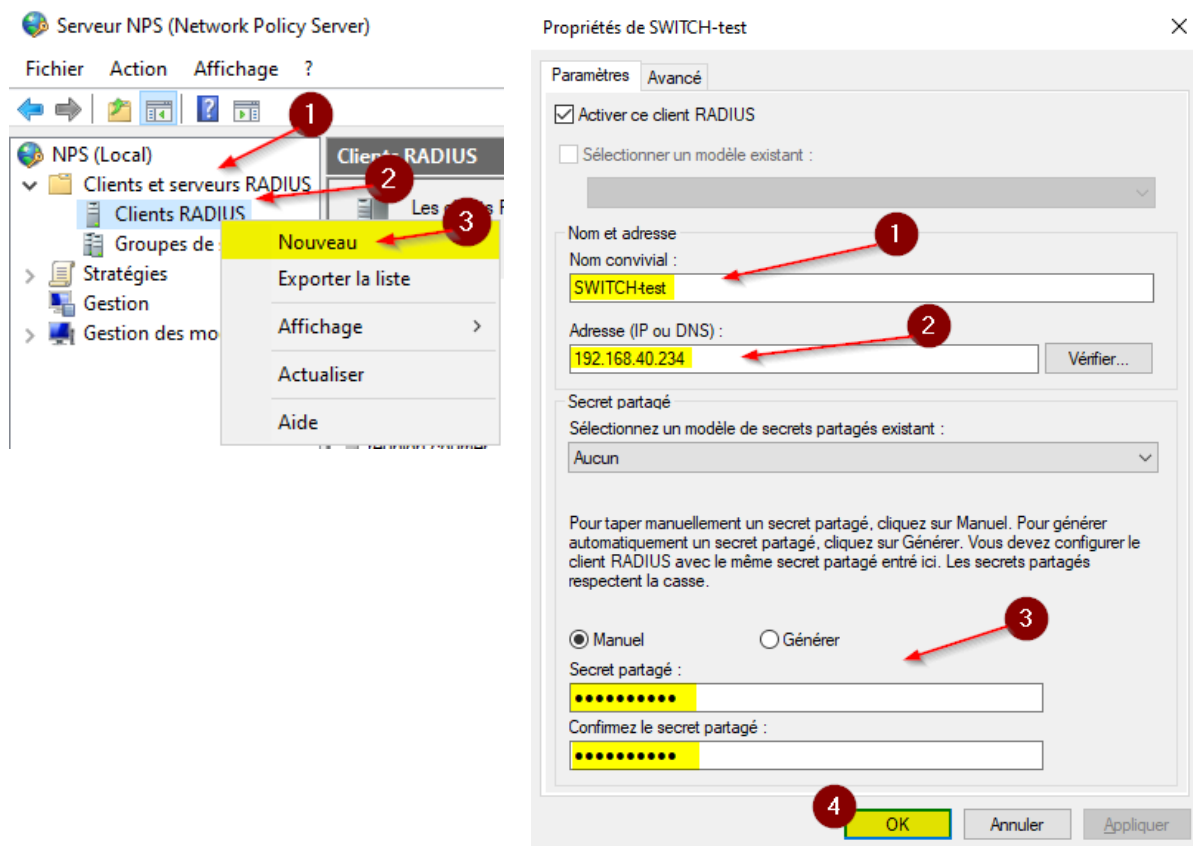 Serveur NPS (Network Policy Server)
Fichier Action Affichage ?
1
NPS (Local)
Clients et serveurs RADIUS
Clients RADIUS
2
Clients RADIUS
Les
3
Groupes de
Nouveau
Exporter la liste
Stratégies
Gestion
Gestion des mo
Affichage
Actualiser
Aide
Propriétés de SWITCH-test
Paramètres Avancé
Activer ce client RADIUS
Sélectionner un modèle existant :
Nom et adresse
1
Nom convivial :
SWITCH-test
Adresse (IP ou DNS) :
2
192.168.40.234
Vérifier...
Secret partagé
Sélectionnez un modèle de secrets partagés existant :
Aucun
Pour taper manuellement un secret partagé, cliquez sur Manuel. Pour générer
automatiquement un secret partagé, cliquez sur Générer. Vous devez configurer le
client RADIUS avec le même secret partagé entré ici. Les secrets partagés
respectent la casse.
3
Manuel Générer
Secret partagé :
••••••••••
Confirmez le secret partagé :
••••••••••
4
OK Annuler Appliquer